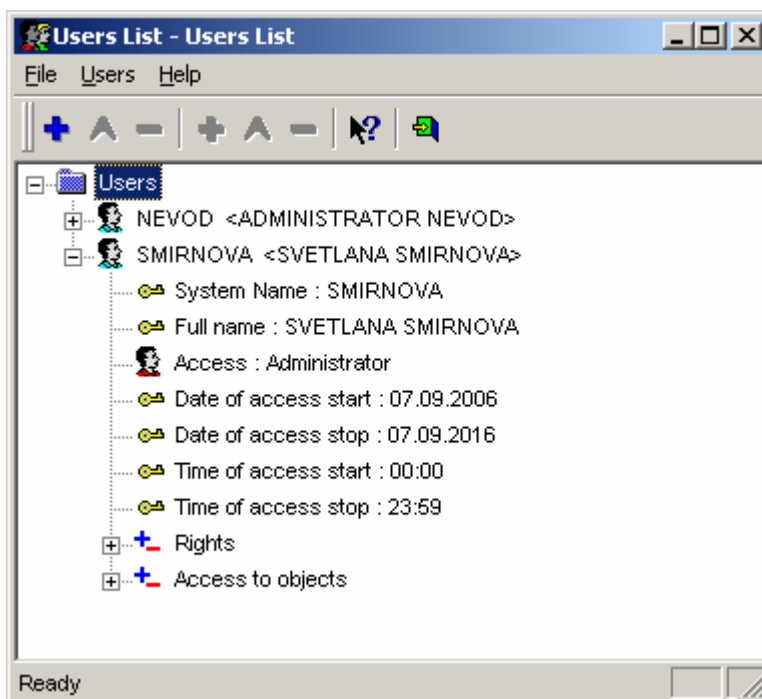 Users List - Users List
File Users Help
Users
NEVOD <ADMINISTRATOR NEVOD>
SMIRNOVA <SVETLANA SMIRNOVA>
System Name : SMIRNOVA
Full name : SVETLANA SMIRNOVA
Access : Administrator
Date of access start : 07.09.2006
Date of access stop : 07.09.2016
Time of access start : 00:00
Time of access stop : 23:59
Rights
Access to objects
Ready